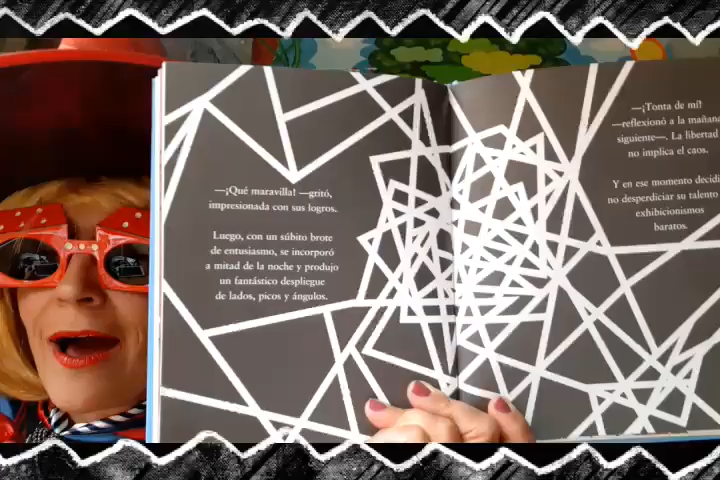 —¡Qué maravilla! —gritó,
impresionada con sus logros.
Luego, con un súbito brote
de entusiasmo, se incorporó
a mitad de la noche y produjo
un fantástico despliegue
de lados, picos y ángulos.
—¡Tonta de mí!
—reflexionó a la mañana
siguiente—. La libertad
no implica el caos.
Y en ese momento decidi
no desperdiciar su talento
exhibicionismos
baratos.